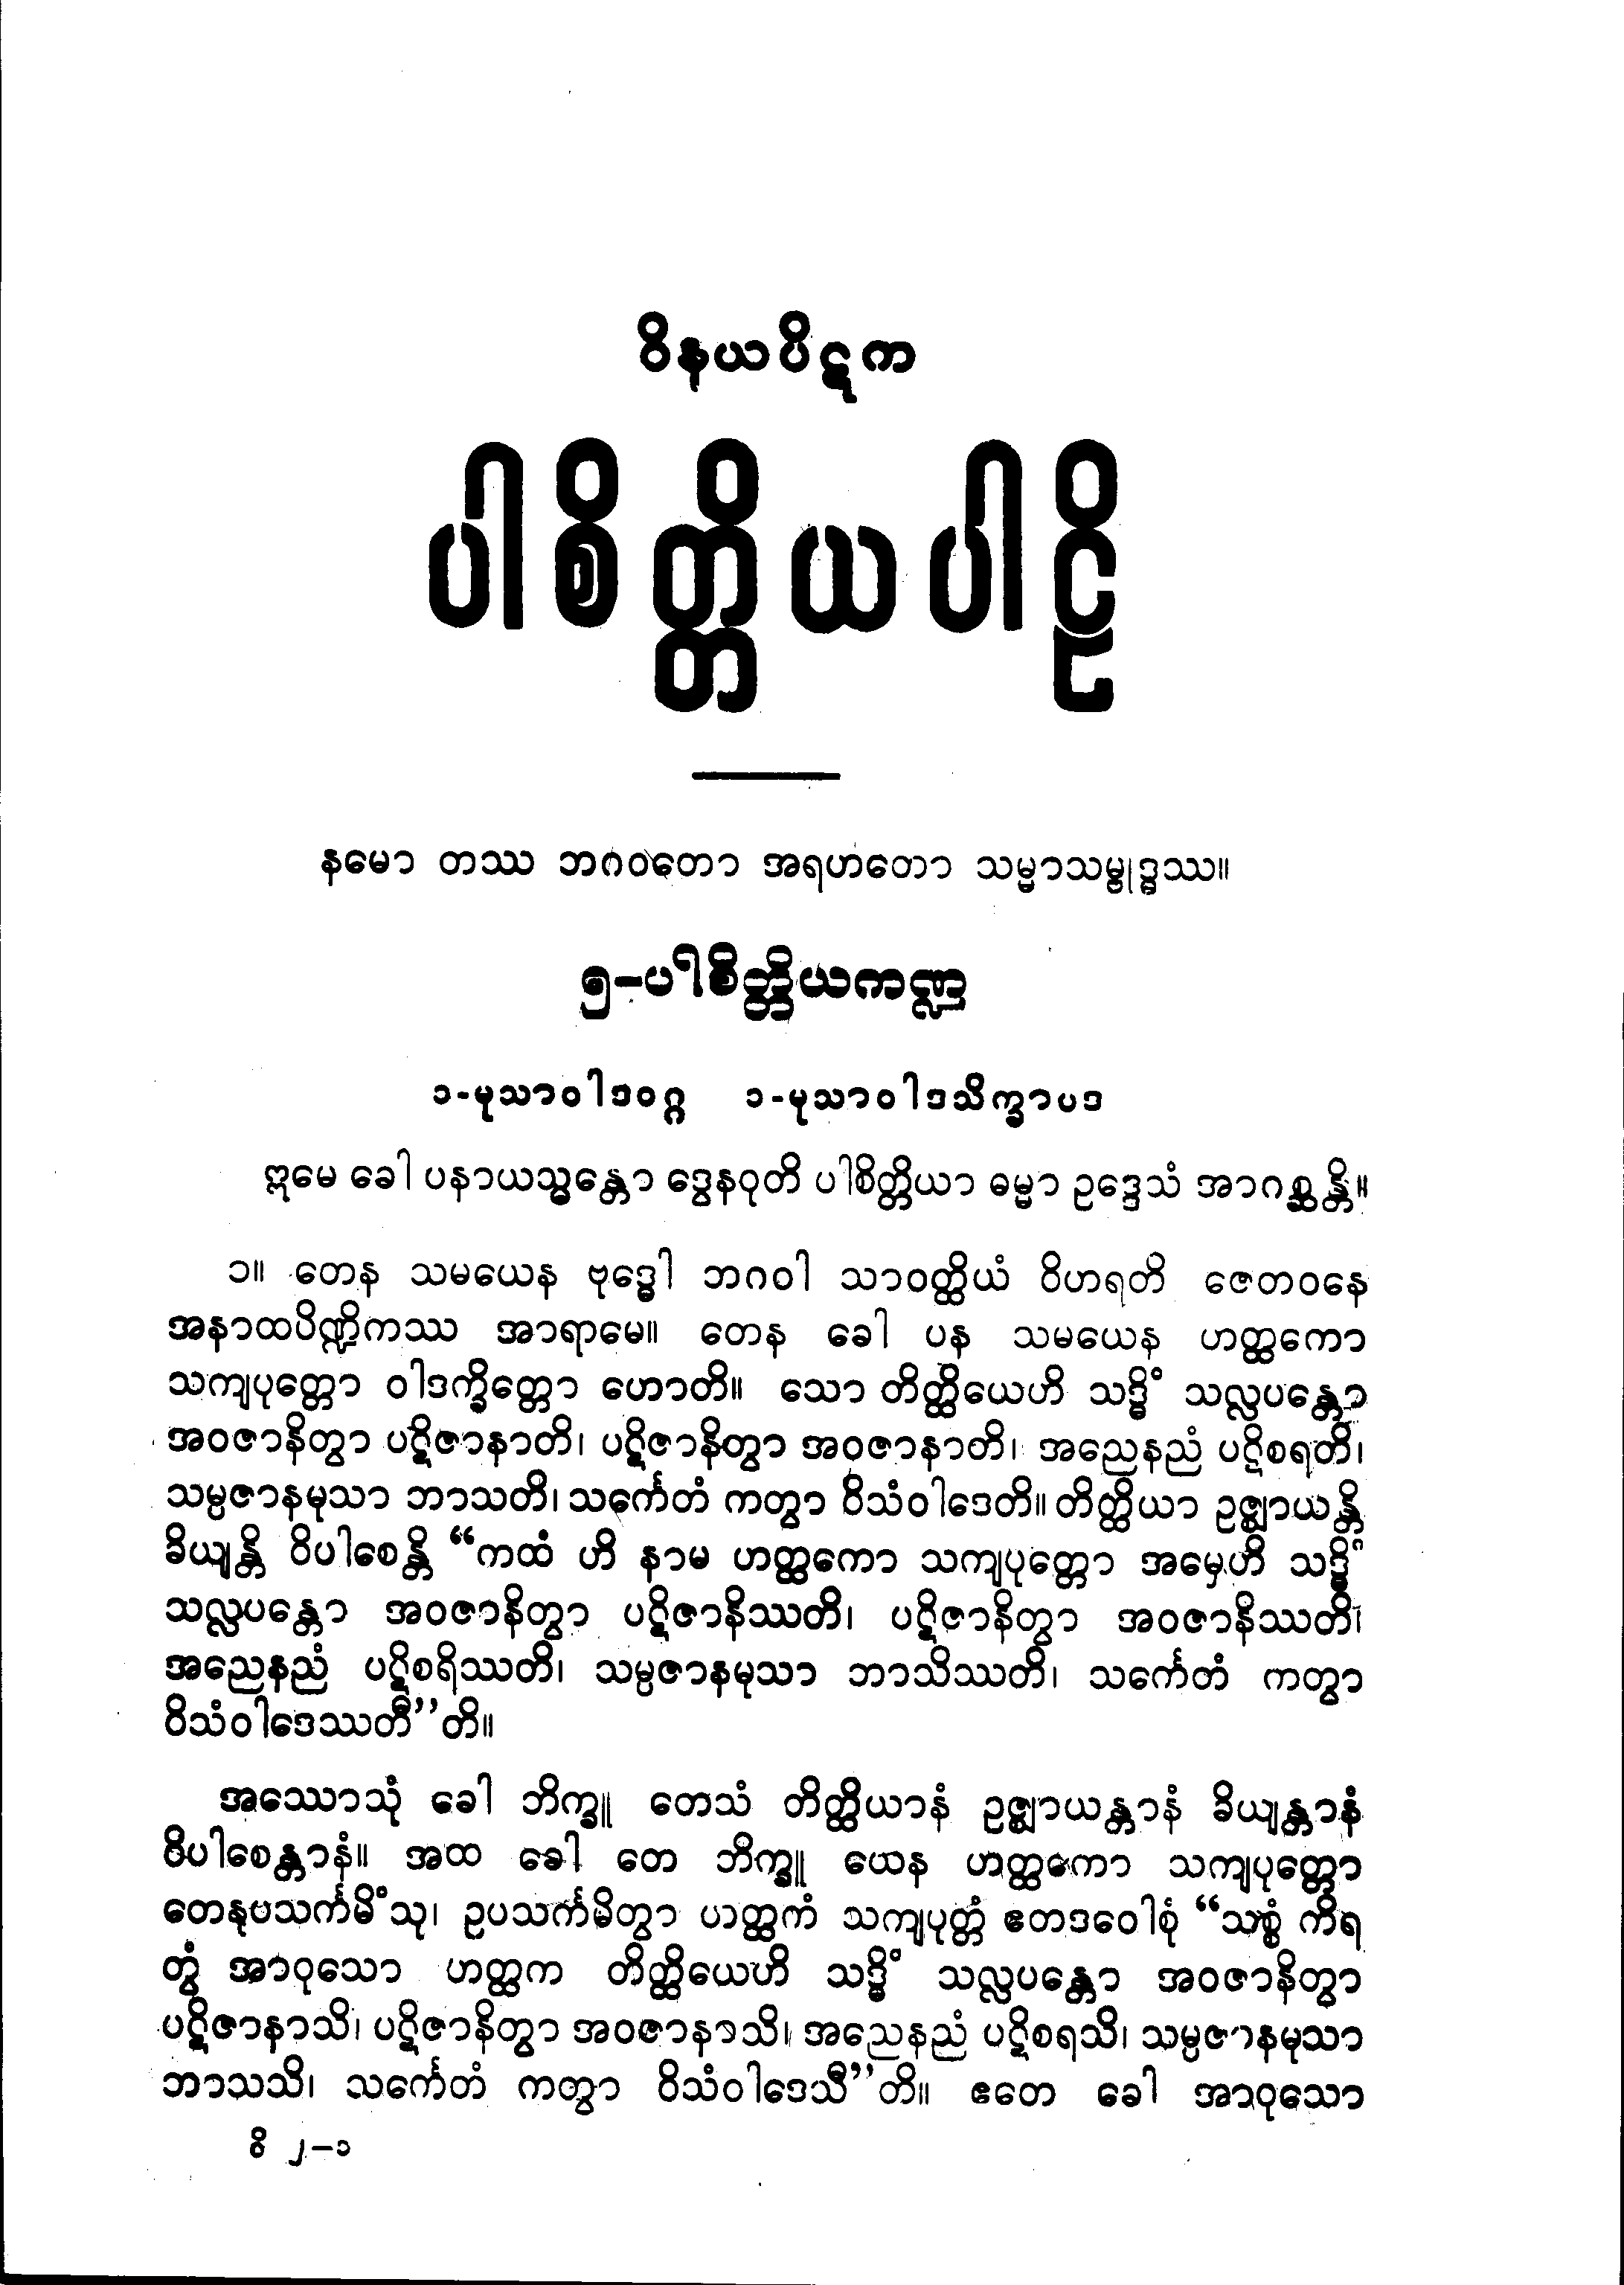 ဝိနယပိဋက
ပါစိတ္တိယပါဠိ
နမော တဿ ဘဂဝတော အရဟတော သမ္မာသမ္ဗုဒ္ဓဿ။
၅-ပါစိတ္တိယကဏ္ဍ
၁-မုသာဝါဒဝဂ္ဂ ၁-မုသာဝါဒသိက္ခာပဒ
ဣမေ ခေါ ပနာယသ္မန္တော ဒွေနဝုတိ ပါစိတ္တိယာ ဓမ္မာ ဥဒ္ဒေသံ အာဂစ္ဆန္တိ။
၁။ တေန သမယေန ဗုဒ္ဓေါ ဘဂဝါ သာဝတ္ထိယံ ဝိဟရတိ ဇေတဝနေ
အနာထပိဏ္ဍိကဿ အာရာမေ။ တေန ခေါ ပန သမယေန ဟတ္ထကော
သကျပုတ္တော ဝါဒက္ခိတ္တော ဟောတိ။ သော တိတ္ထိယေဟိ သဒ္ဓိံ သလ္လပန္တော
အဝဇာနိတွာ ပဋိဇာနာတိ၊ ပဋိဇာနိတွာ အဝဇာနာတိ၊ အညေနညံ ပဋိစရတိ၊
သမ္ပဇာနမုသာ ဘာသတိ၊ သင်္ကေတံ ကတွာ ဝိသံဝါဒေတိ။ တိတ္ထိယာ ဥဇ္ဈာယန္တိ
ခိယျန္တိ ဝိပါစေန္တိ “ကထံ ဟိ နာမ ဟတ္ထကော သကျပုတ္တော အမှေဟိ သဒ္ဓိံ
သလ္လပန္တော အဝဇာနိတွာ ပဋိဇာနိဿတိ၊ ပဋိဇာနိတွာ အဝဇာနိဿတိ၊
အညေနညံ ပဋိစရိဿတိ၊ သမ္ပဇာနမုသာ ဘာသိဿတိ၊ သင်္ကေတံ ကတွာ
ဝိသံဝါဒေဿတီ”တိ။
အဿောသုံ ခေါ ဘိက္ခူ တေသံ တိတ္ထိယာနံ ဥဇ္ဈာယန္တာနံ ခိယျန္တာနံ
ဝိပါစေန္တာနံ။ အထ ခေါ တေ ဘိက္ခူ ယေန ဟတ္ထကော သကျပုတ္တော
တေနုပသင်္ကမိံသု၊ ဥပသင်္ကမိတွာ ဟတ္ထကံ သကျပုတ္တံ ဧတဒဝေါစုံ “သစ္စံ ကိရ
တွံ အာဝုသော ဟတ္ထက တိတ္ထိယေဟိ သဒ္ဓိံ သလ္လပန္တော အဝဇာနိတွာ
ပဋိဇာနာသိ၊ ပဋိဇာနိတွာ အဝဇာနာသိ၊ အညေနညံ ပဋိစရသိ၊ သမ္ပဇာနမုသာ
ဘာသသိ၊ သင်္ကေတံ ကတွာ ဝိသံဝါဒေသီ”တိ။ ဧတေ ခေါ အာဝုသော
ဝိ ၂-၁